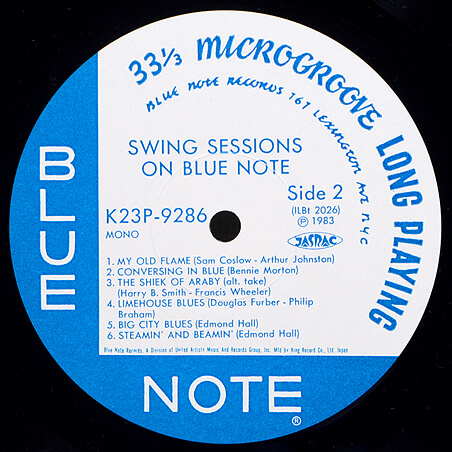 33⅓ MICROGROOVE LONG PLAYING
BLUE NOTE RECORDS 767 LEXINGTON AVE N.Y.C
BLUE
SWING SESSIONS
ON BLUE NOTE
Side 2
K23P-9286
(ILBI 2026)
MONO
Ⓟ 1983
JASRAC
1. MY OLD FLAME (Sam Coslow - Arthur Johnston)
2. CONVERSING IN BLUE (Bennie Morton)
3. THE SHIEK OF ARABY (alt. take)
(Harry B. Smith - Francis Wheeler)
4. LIMEHOUSE BLUES (Douglas Furber - Philip
Braham)
5. BIG CITY BLUES (Edmond Hall)
6. STEAMIN' AND BEAMIN' (Edmond Hall)
Blue Note Records, A Division of United Artists Music And Records Group, Inc. Mfd by King Record Co., Ltd. Japan
NOTE®